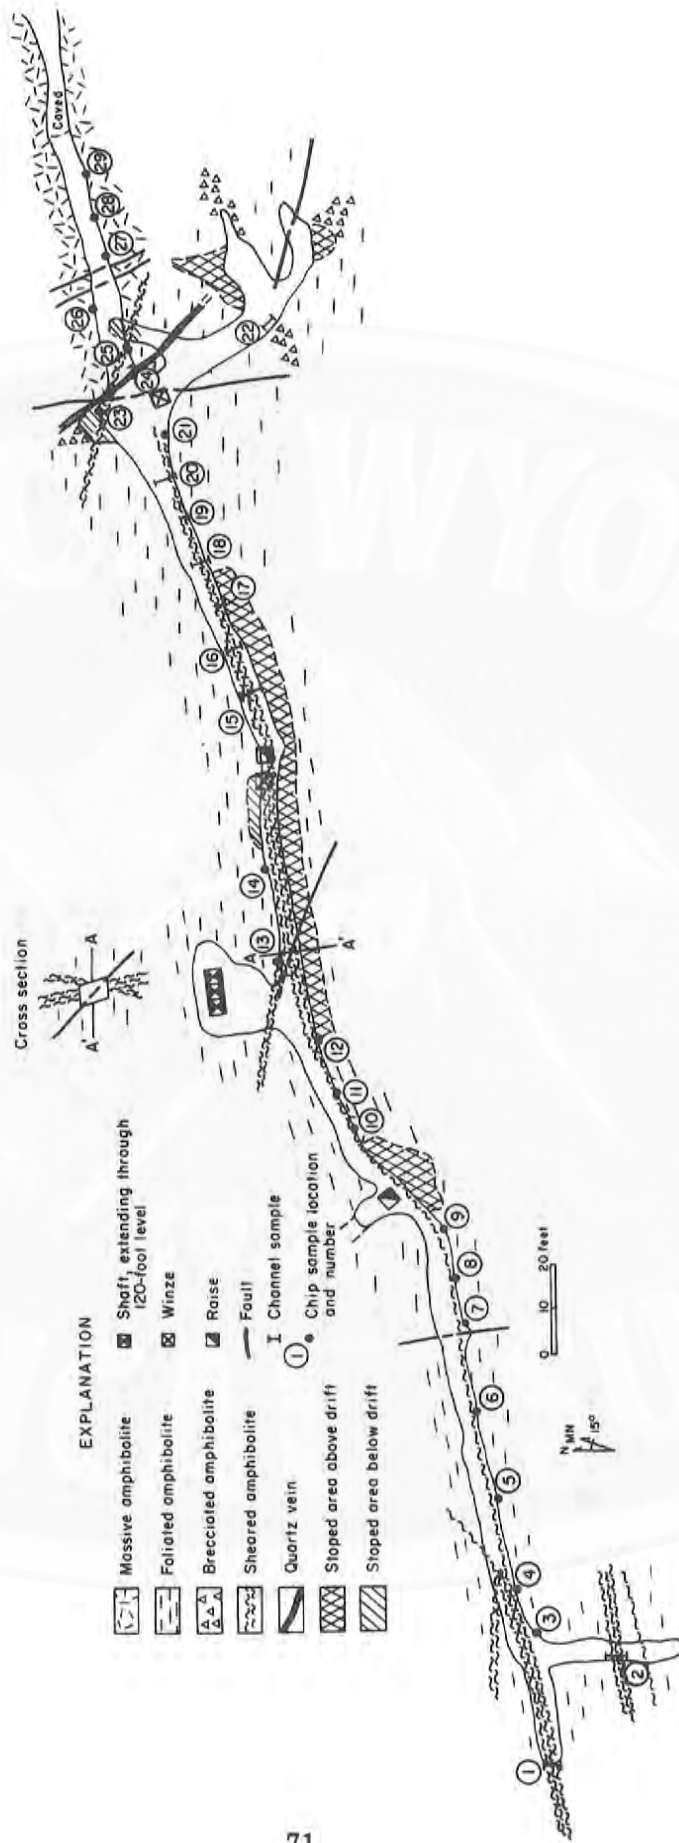 Cross section
A
A'
EXPLANATION
Massive amphibolite
Foliated amphibolite
Brecciated amphibolite
Sheared amphibolite
Quartz vein
Stoped area above drift
Stoped area below drift
Shaft, extending through
120-foot level
Winze
Raise
Fault
Channel sample
1
Chip sample location
and number
0 10 20 feet
N MN
15°
1
2
3
4
5
6
7
8
9
10
11
12
13
A
A'
14
15
16
17
18
19
20
21
22
23
24
25
26
27
28
29
Caved
71
WYO